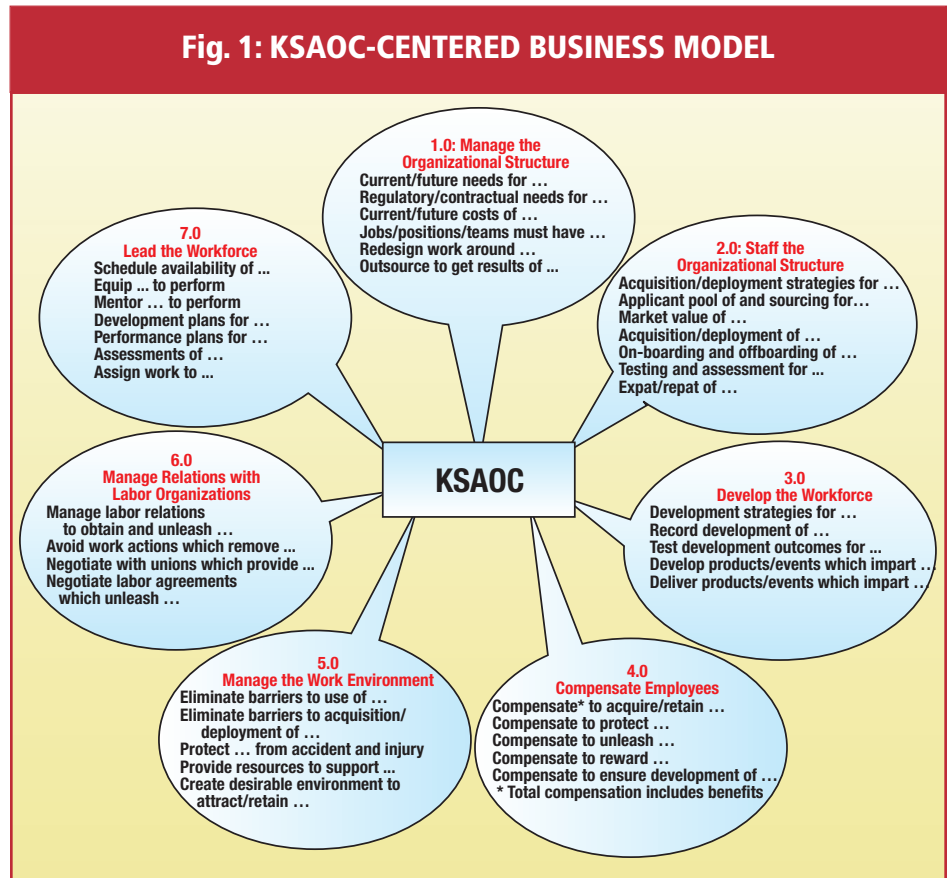 Fig. 1: KSAOC-CENTERED BUSINESS MODEL
1.0: Manage the
Organizational Structure
Current/future needs for …
Regulatory/contractual needs for …
Current/future costs of …
Jobs/positions/teams must have …
Redesign work around …
Outsource to get results of ...
2.0: Staff the
Organizational Structure
Acquisition/deployment strategies for …
Applicant pool of and sourcing for…
Market value of …
Acquisition/deployment of …
On-boarding and offboarding of …
Testing and assessment for ...
Expat/repat of …
3.0
Develop the Workforce
Development strategies for …
Record development of …
Test development outcomes for ...
Develop products/events which impart …
Deliver products/events which impart …
4.0
Compensate Employees
Compensate* to acquire/retain …
Compensate to protect …
Compensate to unleash …
Compensate to reward …
Compensate to ensure development of …
* Total compensation includes benefits
5.0
Manage the Work Environment
Eliminate barriers to use of …
Eliminate barriers to acquisition/
deployment of …
Protect … from accident and injury
Provide resources to support ...
Create desirable environment to
attract/retain …
6.0
Manage Relations with
Labor Organizations
Manage labor relations
to obtain and unleash …
Avoid work actions which remove ...
Negotiate with unions which provide ...
Negotiate labor agreements
which unleash …
7.0
Lead the Workforce
Schedule availability of ...
Equip ... to perform
Mentor … to perform
Development plans for …
Performance plans for …
Assessments of …
Assign work to ...
KSAOC